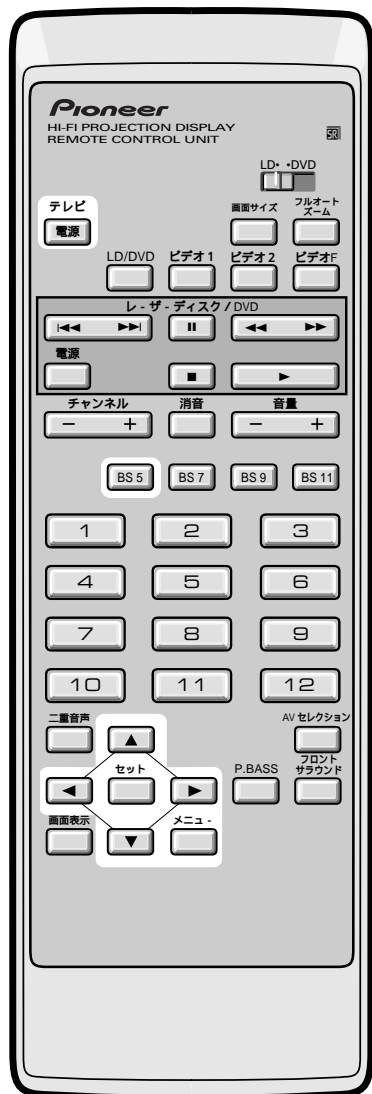 Pioneer
HI-FI PROJECTION DISPLAY
REMOTE CONTROL UNIT
SR
LD• •DVD
テレビ
電源
画面サイズ
フルオート
ズーム
LD/DVD ビデオ1 ビデオ2 ビデオF
レ-ザ-ディスク/DVD
電源
チャンネル 消音 音量
− + − +
BS 5 BS 7 BS 9 BS 11
1 2 3
4 5 6
7 8 9
10 11 12
二重音声 AVセレクション
セット P.BASS フロント
サラウンド
画面表示 メニュ-